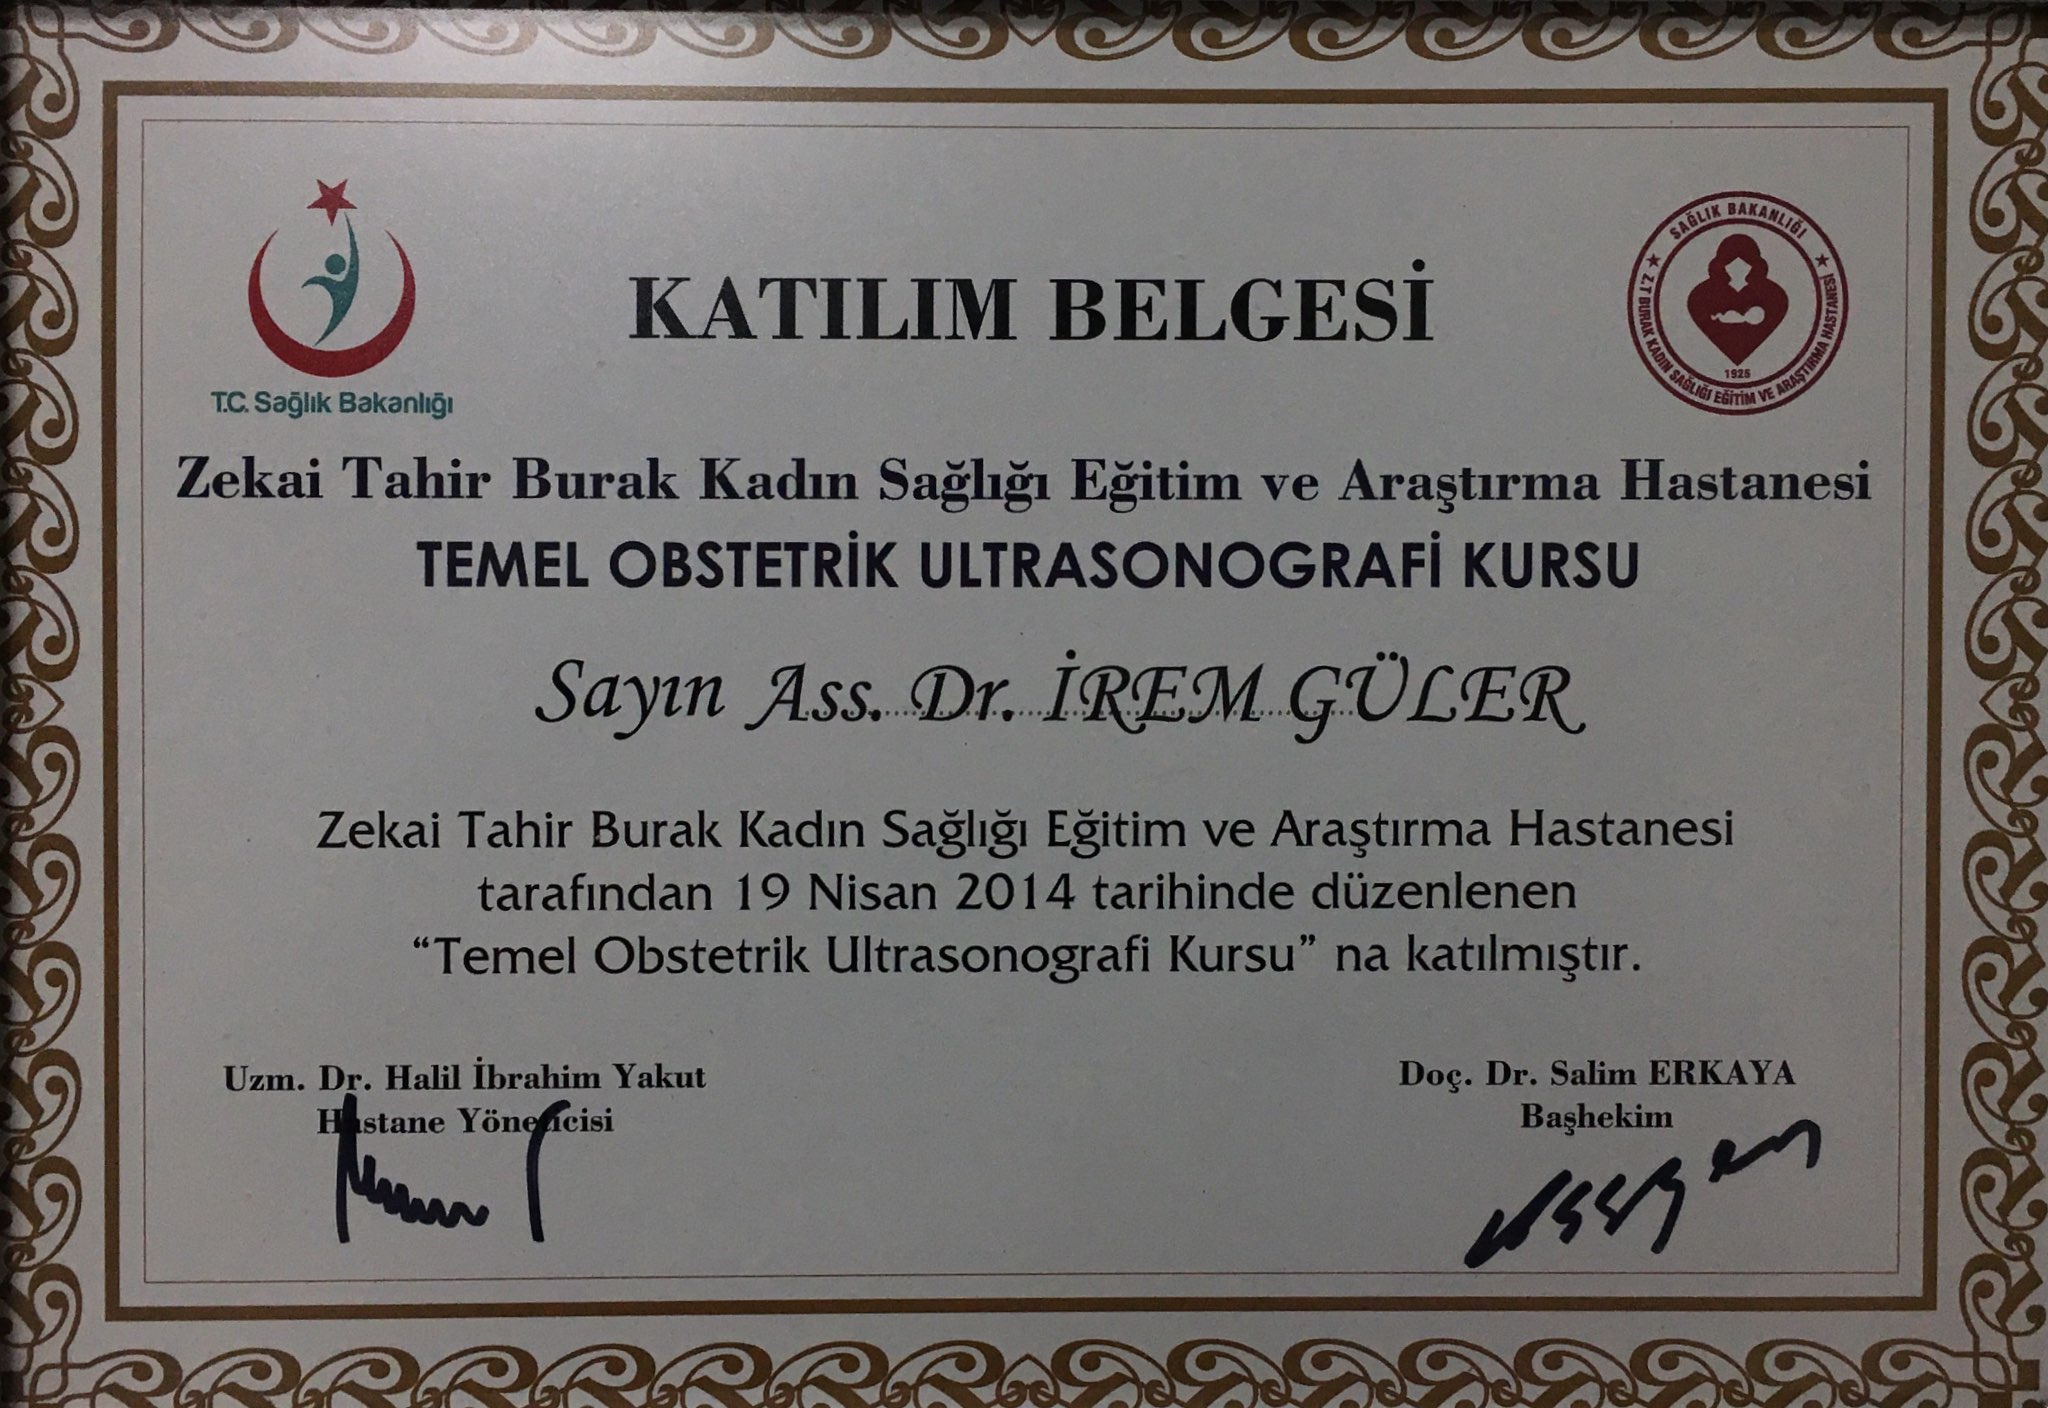 T.C. Sağlık Bakanlığı
KATILIM BELGESİ
★ SAĞLIK BAKANLIĞI ★
Z.T BURAK KADIN SAĞLIĞI EĞİTİM VE ARAŞTIRMA HASTANESİ
1925
Zekai Tahir Burak Kadın Sağlığı Eğitim ve Araştırma Hastanesi
TEMEL OBSTETRİK ULTRASONOGRAFİ KURSU
Sayın Ass. Dr. İREM GÜLER
Zekai Tahir Burak Kadın Sağlığı Eğitim ve Araştırma Hastanesi
tarafından 19 Nisan 2014 tarihinde düzenlenen
“Temel Obstetrik Ultrasonografi Kursu” na katılmıştır.
Uzm. Dr. Halil İbrahim Yakut
Hastane Yöneticisi
Doç. Dr. Salim ERKAYA
Başhekim